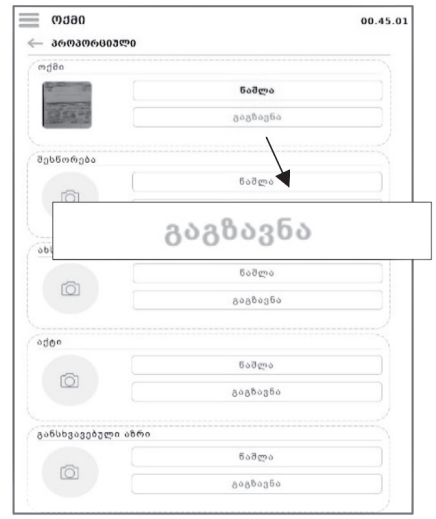 ᲝᲥᲛᲘ
00.45.01
ᲞᲠᲝᲞᲝᲠᲪᲘᲣᲚᲘ
ოქმი
წაშლა
გაგზავნა
შესწორება
წაშლა
გაგზავნა
წაშლა
გაგზავნა
აქტი
წაშლა
გაგზავნა
განსხვავებული აზრი
წაშლა
გაგზავნა